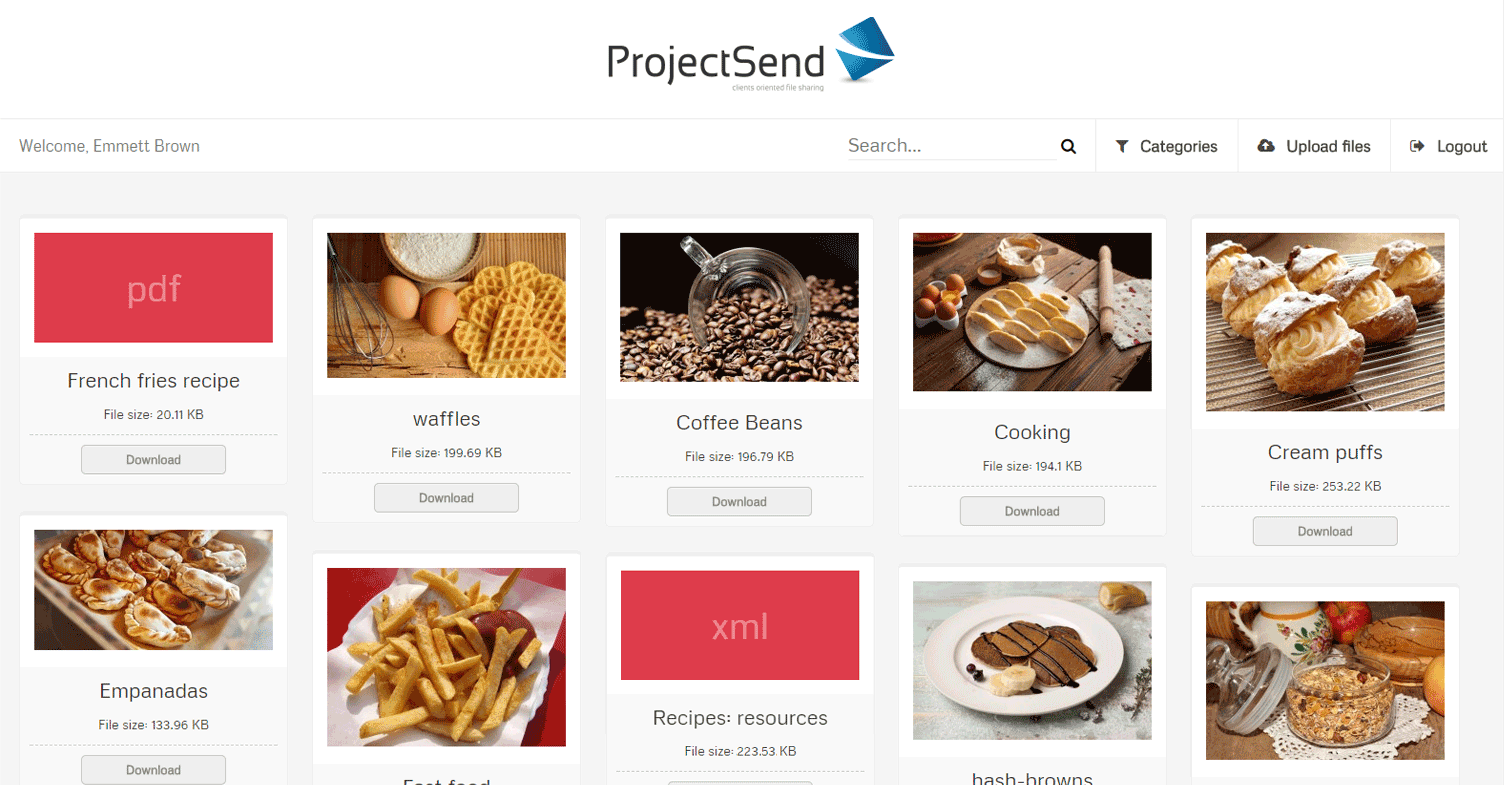 ProjectSend
clients oriented file sharing
Welcome, Emmett Brown
Search...
Categories
Upload files
Logout
pdf
French fries recipe
File size: 20.11 KB
Download
waffles
File size: 199.69 KB
Download
Coffee Beans
File size: 196.79 KB
Download
Cooking
File size: 194.1 KB
Download
Cream puffs
File size: 253.22 KB
Download
Empanadas
File size: 133.96 KB
Download
Fast food
xml
Recipes: resources
File size: 223.53 KB
hash-browns